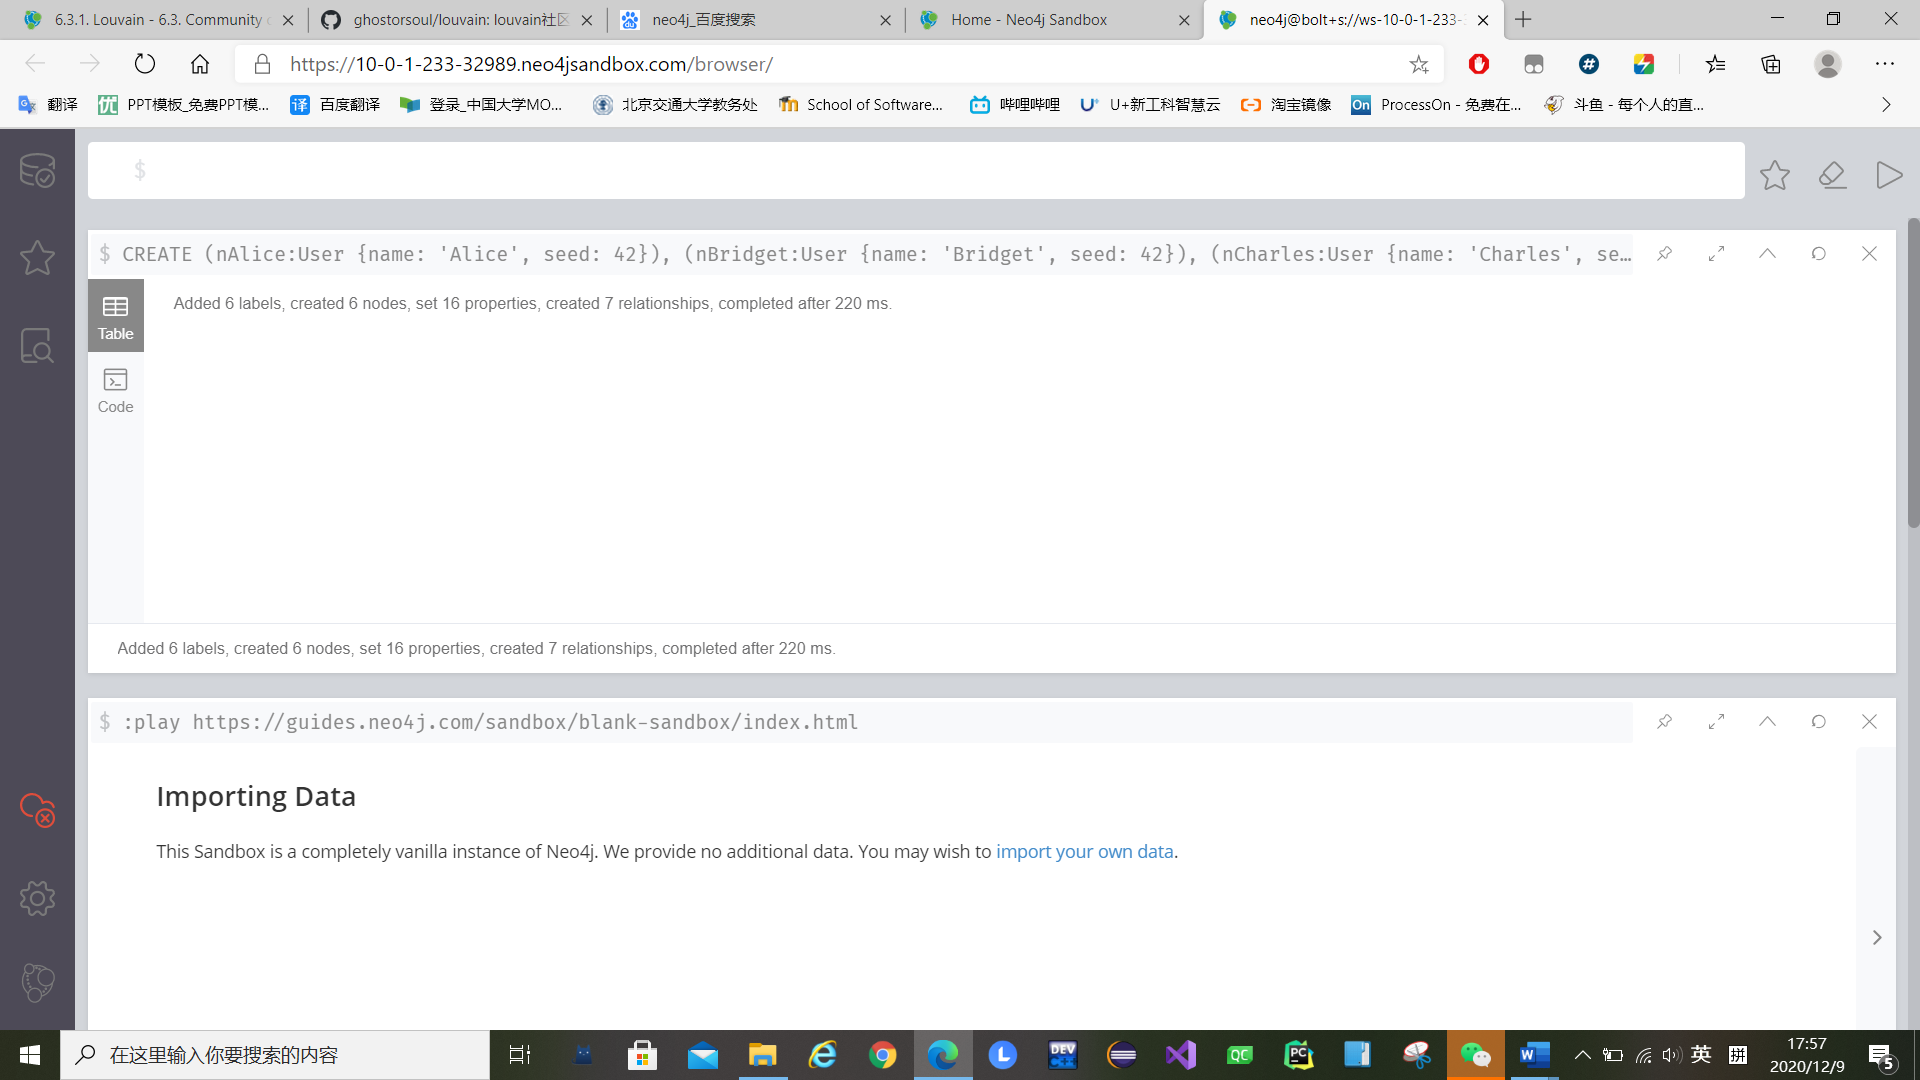 6.3.1. Louvain - 6.3. Community
ghostorsoul/louvain: louvain社区
neo4j_百度搜索
Home - Neo4j Sandbox
neo4j@bolt+s://ws-10-0-1-233-
https://10-0-1-233-32989.neo4jsandbox.com/browser/
翻译
优 PPT模板_免费PPT模...
译 百度翻译
登录_中国大学MO...
北京交通大学教务处
School of Software...
哔哩哔哩
U+新工科智慧云
淘宝镜像
On ProcessOn - 免费在...
斗鱼 - 每个人的直...
$
$ CREATE (nAlice:User {name: 'Alice', seed: 42}), (nBridget:User {name: 'Bridget', seed: 42}), (nCharles:User {name: 'Charles', se…
Table
Added 6 labels, created 6 nodes, set 16 properties, created 7 relationships, completed after 220 ms.
Code
Added 6 labels, created 6 nodes, set 16 properties, created 7 relationships, completed after 220 ms.
$ :play https://guides.neo4j.com/sandbox/blank-sandbox/index.html
Importing Data
This Sandbox is a completely vanilla instance of Neo4j. We provide no additional data. You may wish to import your own data.
在这里输入你要搜索的内容
L
DEV
QC
PC
W
英
拼
17:57
2020/12/9
5